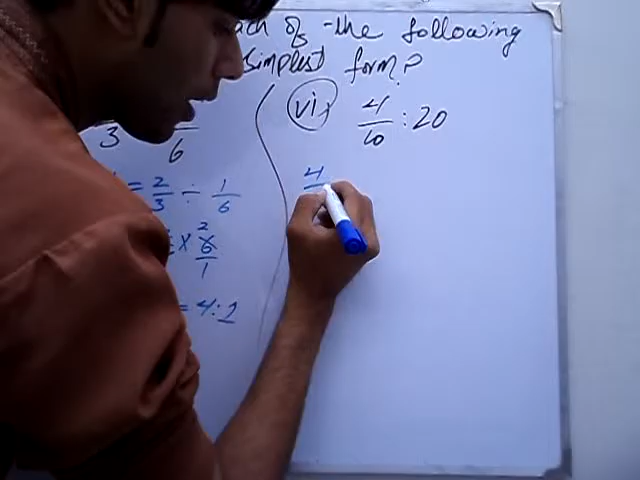 of the following
simplest form?
3
6
= 2/3 ÷ 1/6
× 6/1 2
= 4:1
vi, 4/10 : 20
4